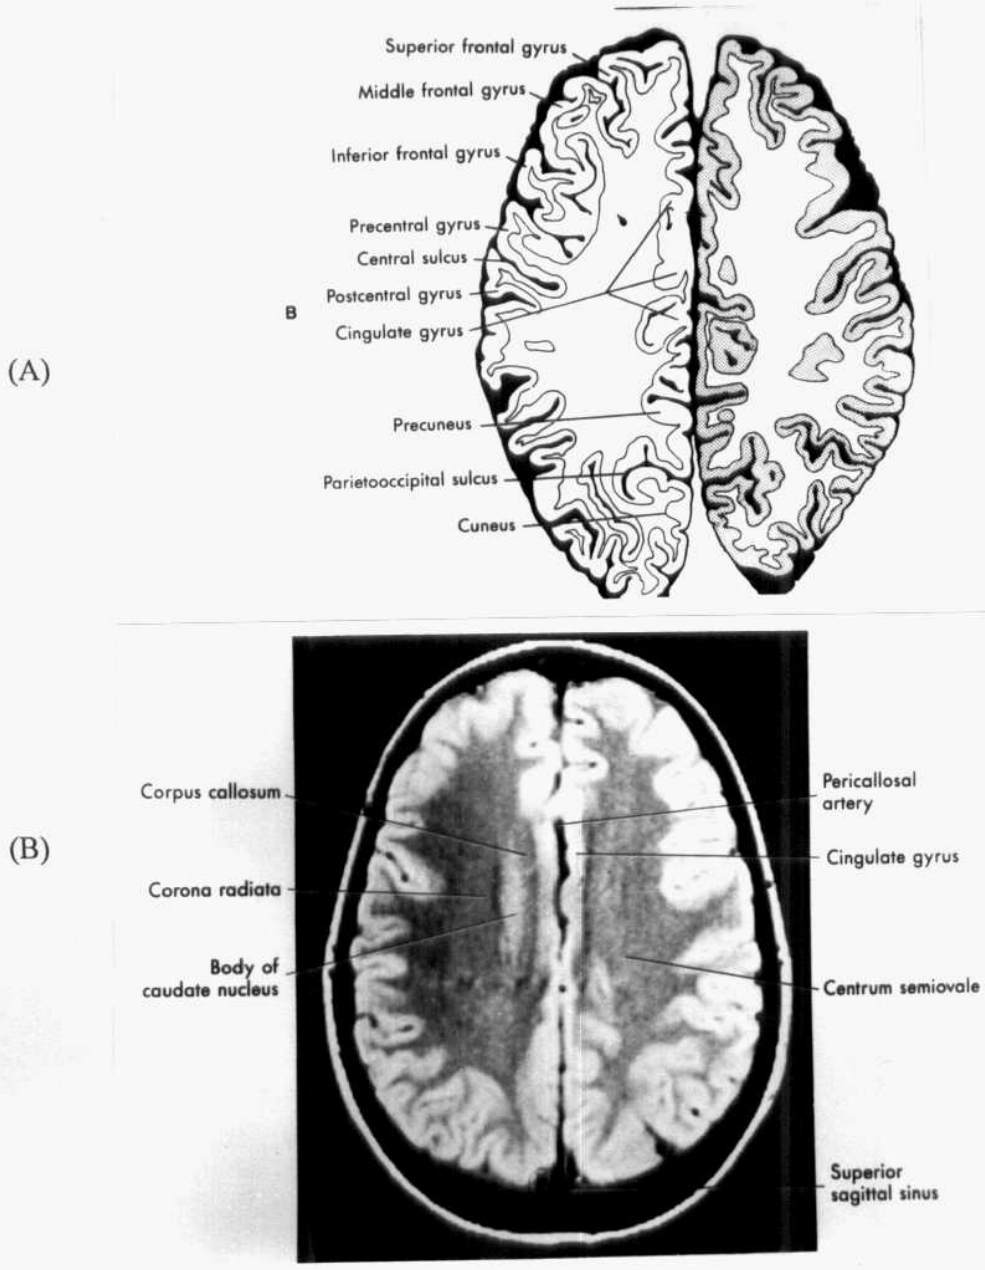 Superior frontal gyrus
Middle frontal gyrus
Inferior frontal gyrus
Precentral gyrus
Central sulcus
Postcentral gyrus
B
Cingulate gyrus
(A)
Precuneus
Parietooccipital sulcus
Cuneus
Corpus callosum
Pericallosal
artery
(B)
Cingulate gyrus
Corona radiata
Body of
caudate nucleus
Centrum semiovale
Superior
sagittal sinus